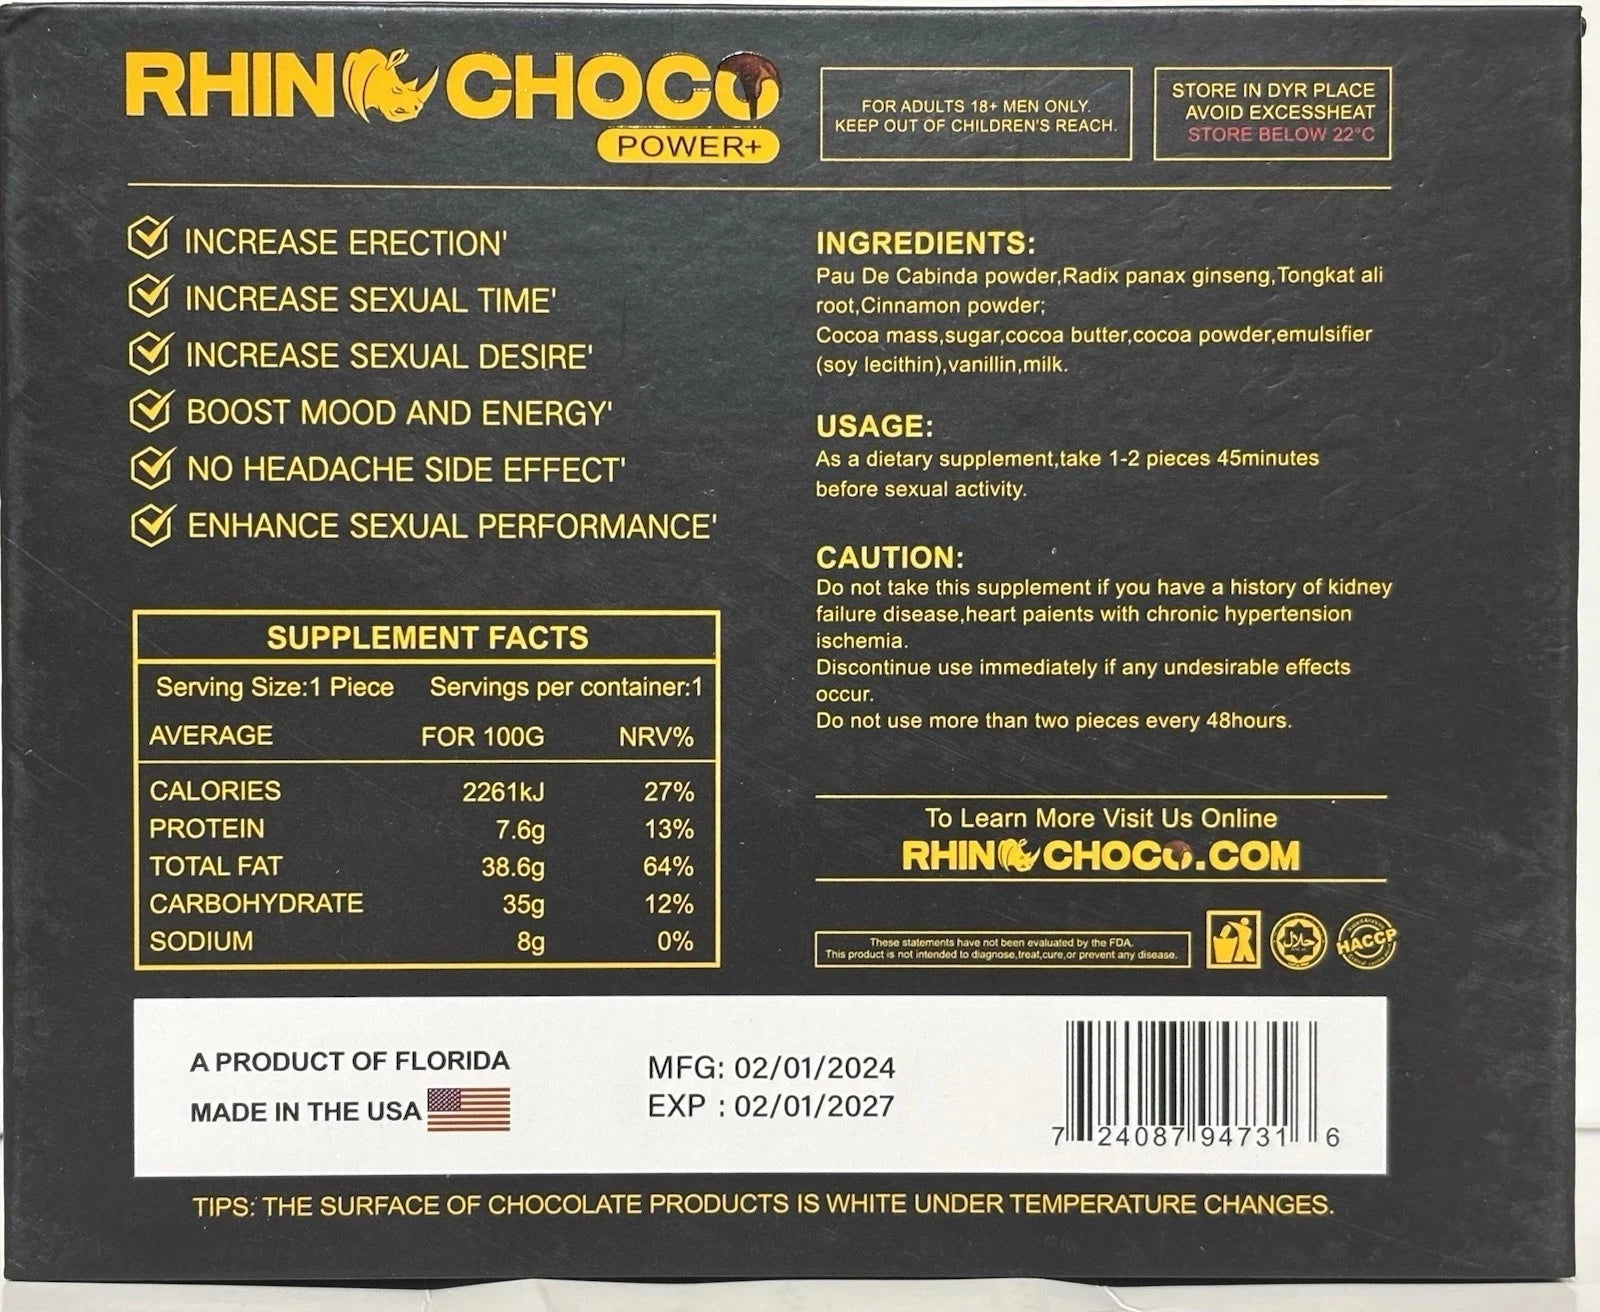 RHINO CHOCO
POWER+
FOR ADULTS 18+ MEN ONLY.
KEEP OUT OF CHILDREN'S REACH.
STORE IN DYR PLACE
AVOID EXCESSHEAT
STORE BELOW 22°C
INCREASE ERECTION'
INCREASE SEXUAL TIME'
INCREASE SEXUAL DESIRE'
BOOST MOOD AND ENERGY'
NO HEADACHE SIDE EFFECT'
ENHANCE SEXUAL PERFORMANCE'
SUPPLEMENT FACTS
Serving Size:1 Piece Servings per container:1
AVERAGE FOR 100G NRV%
CALORIES 2261kJ 27%
PROTEIN 7.6g 13%
TOTAL FAT 38.6g 64%
CARBOHYDRATE 35g 12%
SODIUM 8g 0%
INGREDIENTS:
Pau De Cabinda powder,Radix panax ginseng,Tongkat ali
root,Cinnamon powder;
Cocoa mass,sugar,cocoa butter,cocoa powder,emulsifier
(soy lecithin),vanillin,milk.
USAGE:
As a dietary supplement,take 1-2 pieces 45minutes
before sexual activity.
CAUTION:
Do not take this supplement if you have a history of kidney
failure disease,heart paients with chronic hypertension
ischemia.
Discontinue use immediately if any undesirable effects
occur.
Do not use more than two pieces every 48hours.
To Learn More Visit Us Online
RHINOCHOCO.COM
These statements have not been evaluated by the FDA.
This product is not intended to diagnose,treat,cure,or prevent any disease.
حلال
HACCP
A PRODUCT OF FLORIDA
MADE IN THE USA
MFG: 02/01/2024
EXP : 02/01/2027
7 24087 94731 6
TIPS: THE SURFACE OF CHOCOLATE PRODUCTS IS WHITE UNDER TEMPERATURE CHANGES.